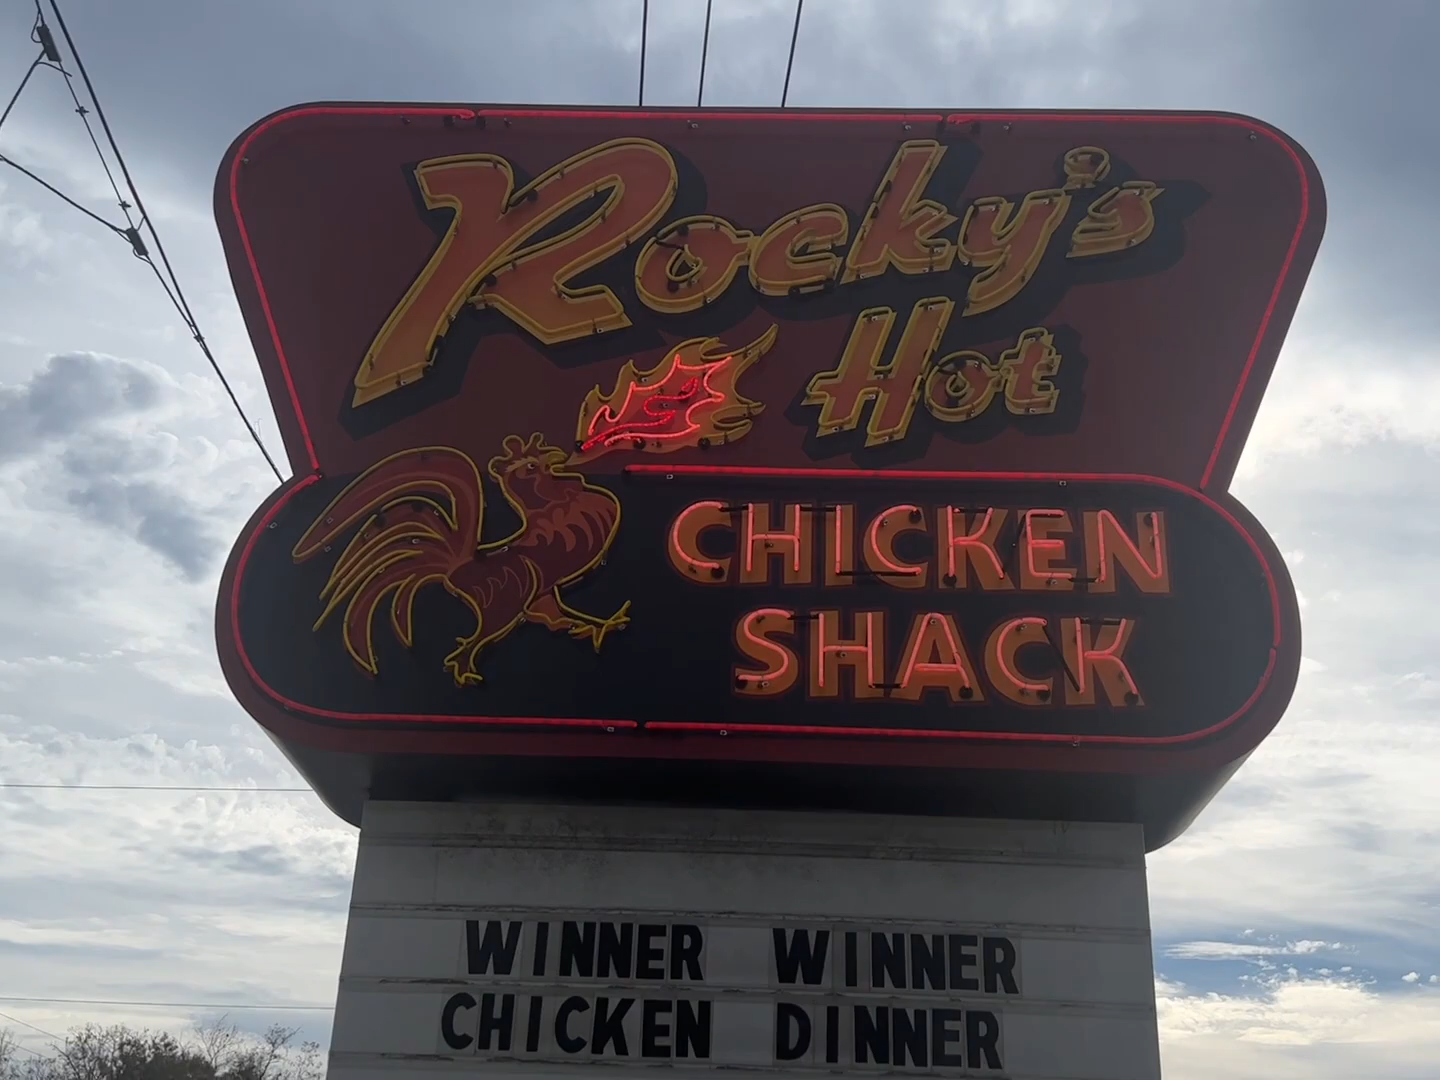 Rocky's
Hot
CHICKEN
SHACK
WINNER WINNER
CHICKEN DINNER